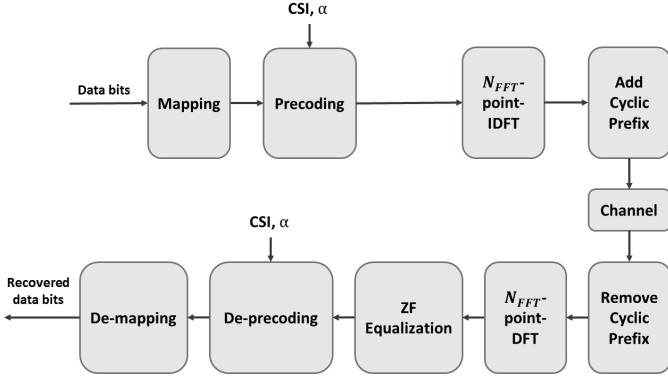 CSI, α
Data bits
Mapping
Precoding
N_FFT-
point-
IDFT
Add
Cyclic
Prefix
Channel
CSI, α
Recovered
data bits
De-mapping
De-precoding
ZF
Equalization
N_FFT-
point-
DFT
Remove
Cyclic
Prefix